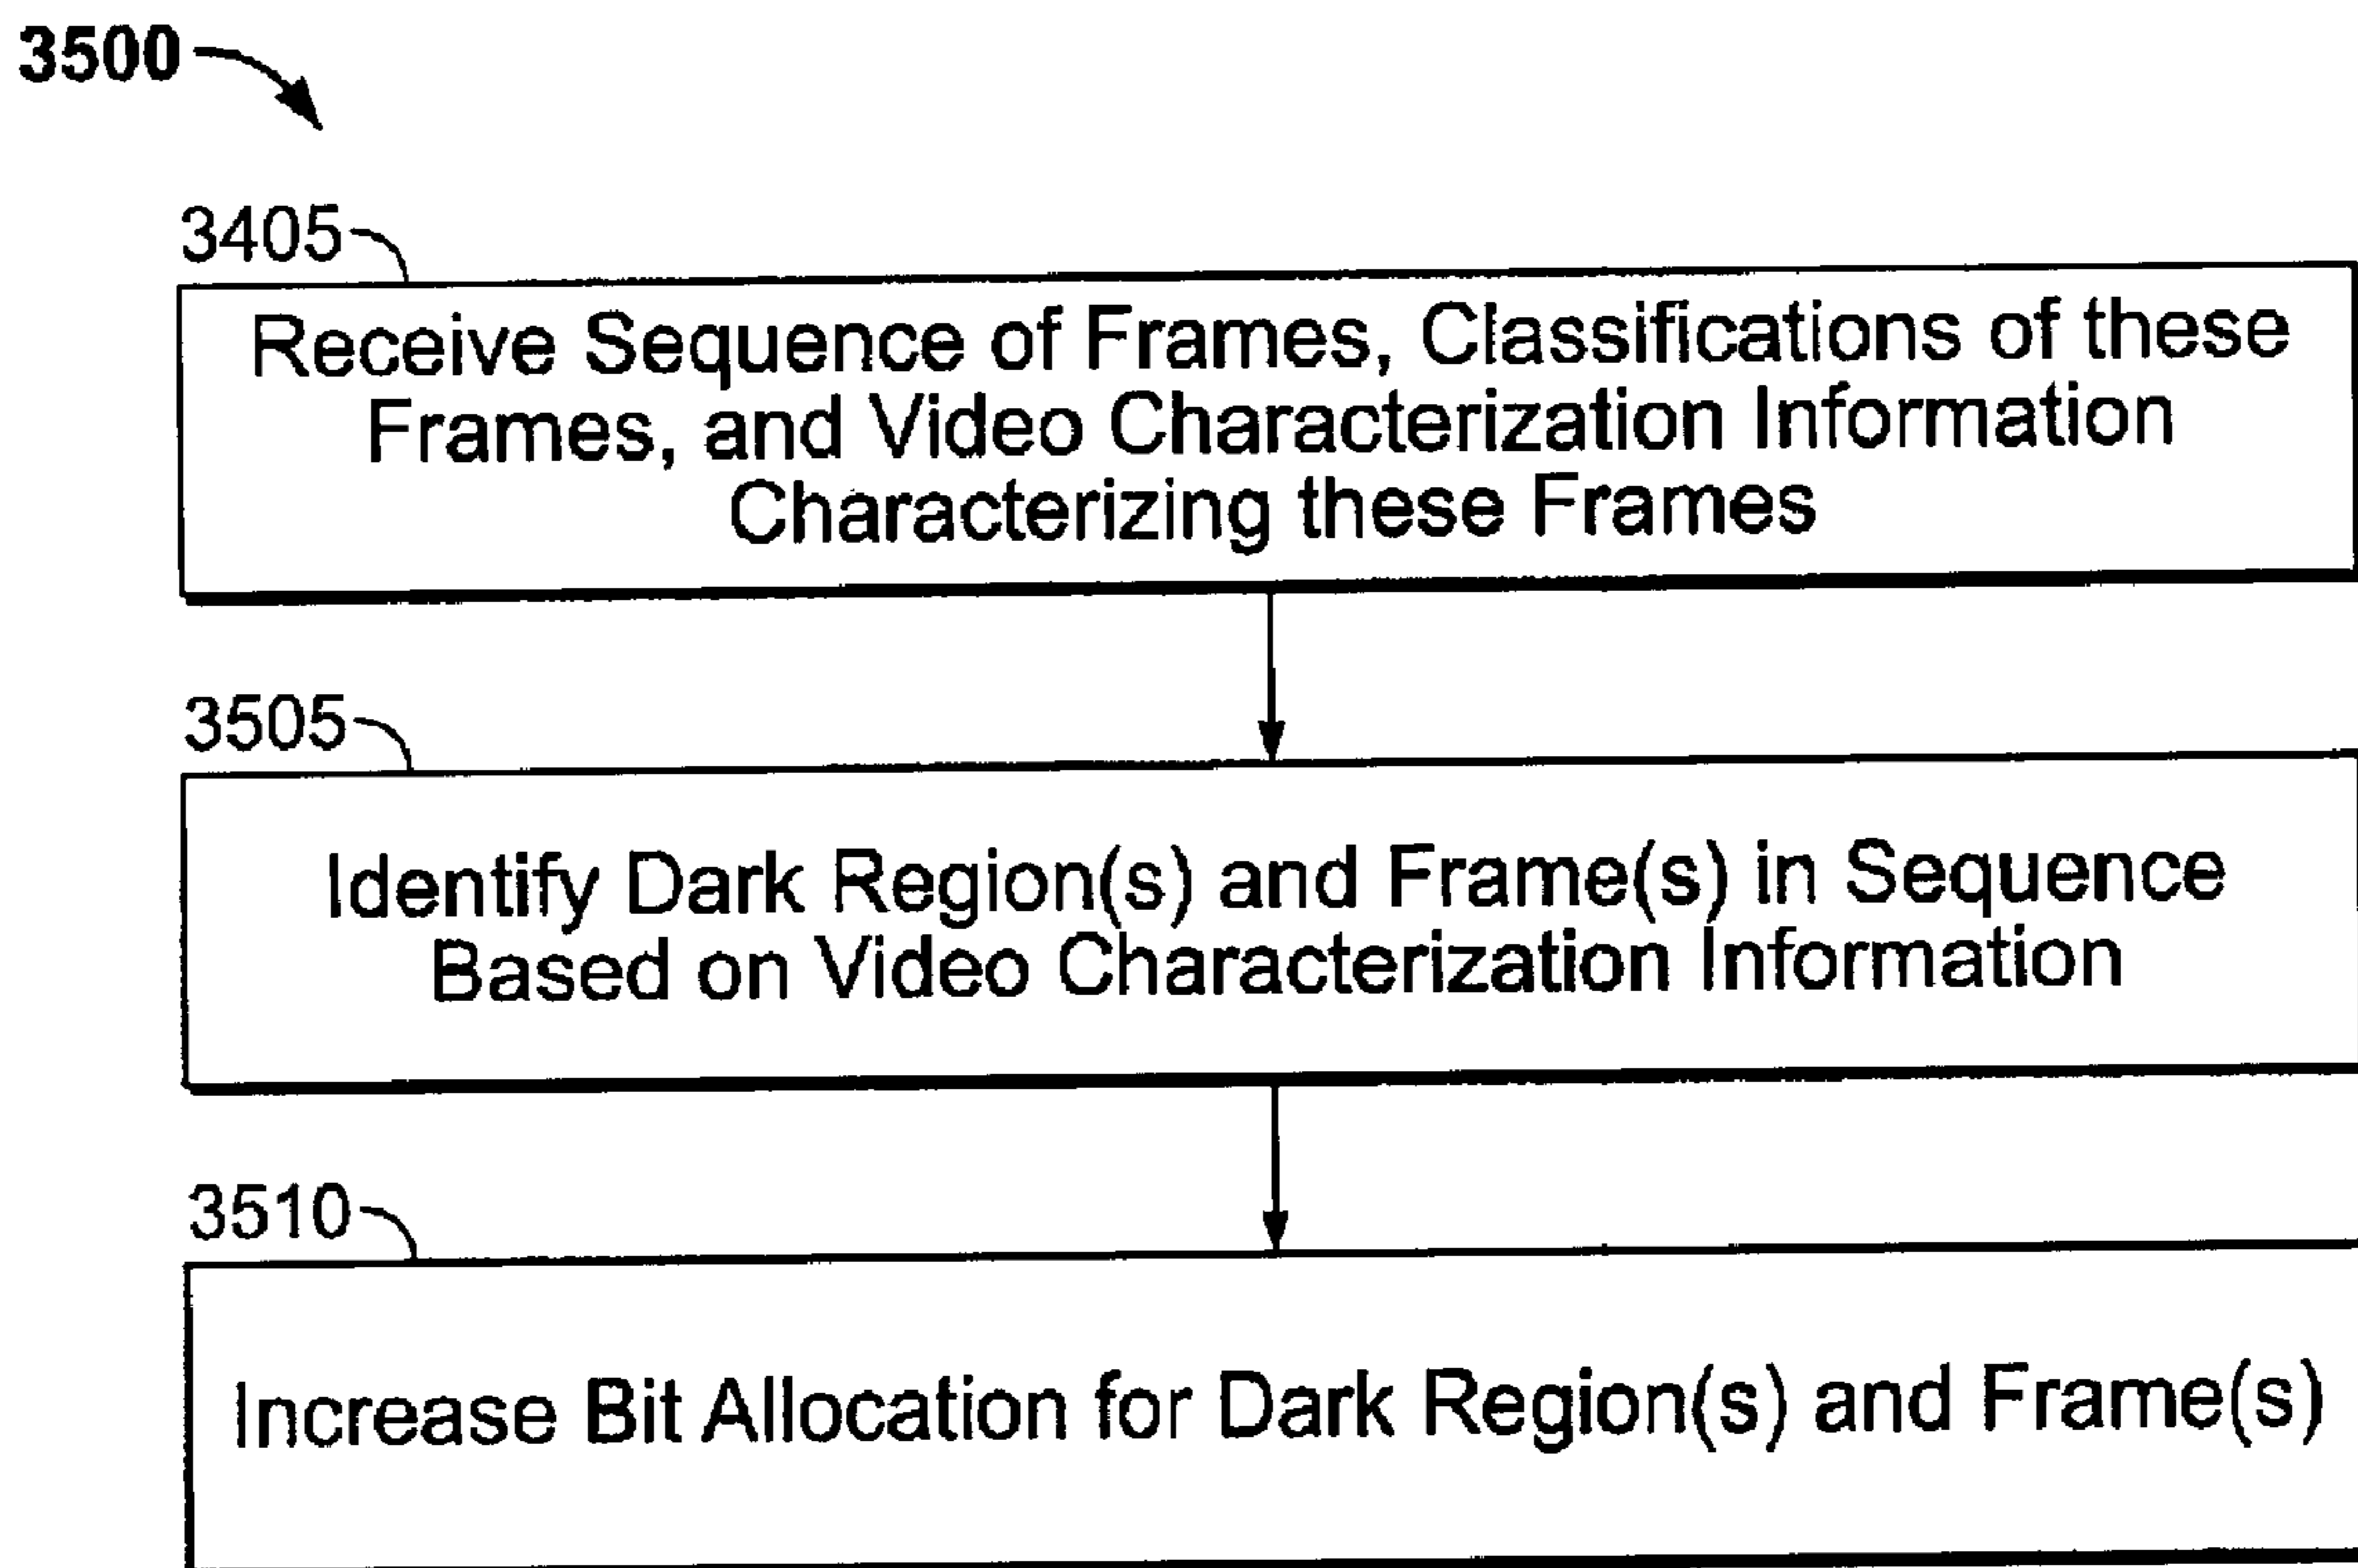 3500
3405
Receive Sequence of Frames, Classifications of these
Frames, and Video Characterization Information
Characterizing these Frames
3505
Identify Dark Region(s) and Frame(s) in Sequence
Based on Video Characterization Information
3510
Increase Bit Allocation for Dark Region(s) and Frame(s)